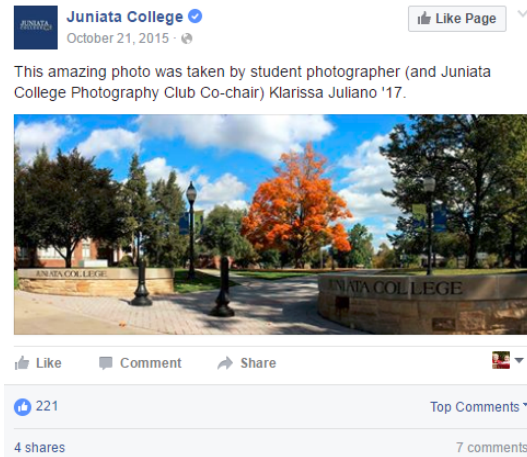 JUNIATA
COLLEGE
Juniata College
Like Page
October 21, 2015 ·
This amazing photo was taken by student photographer (and Juniata
College Photography Club Co-chair) Klarissa Juliano '17.
JUNIATA COLLEGE
JUNIATA COLLEGE
Like Comment Share
221
Top Comments
4 shares
7 comments